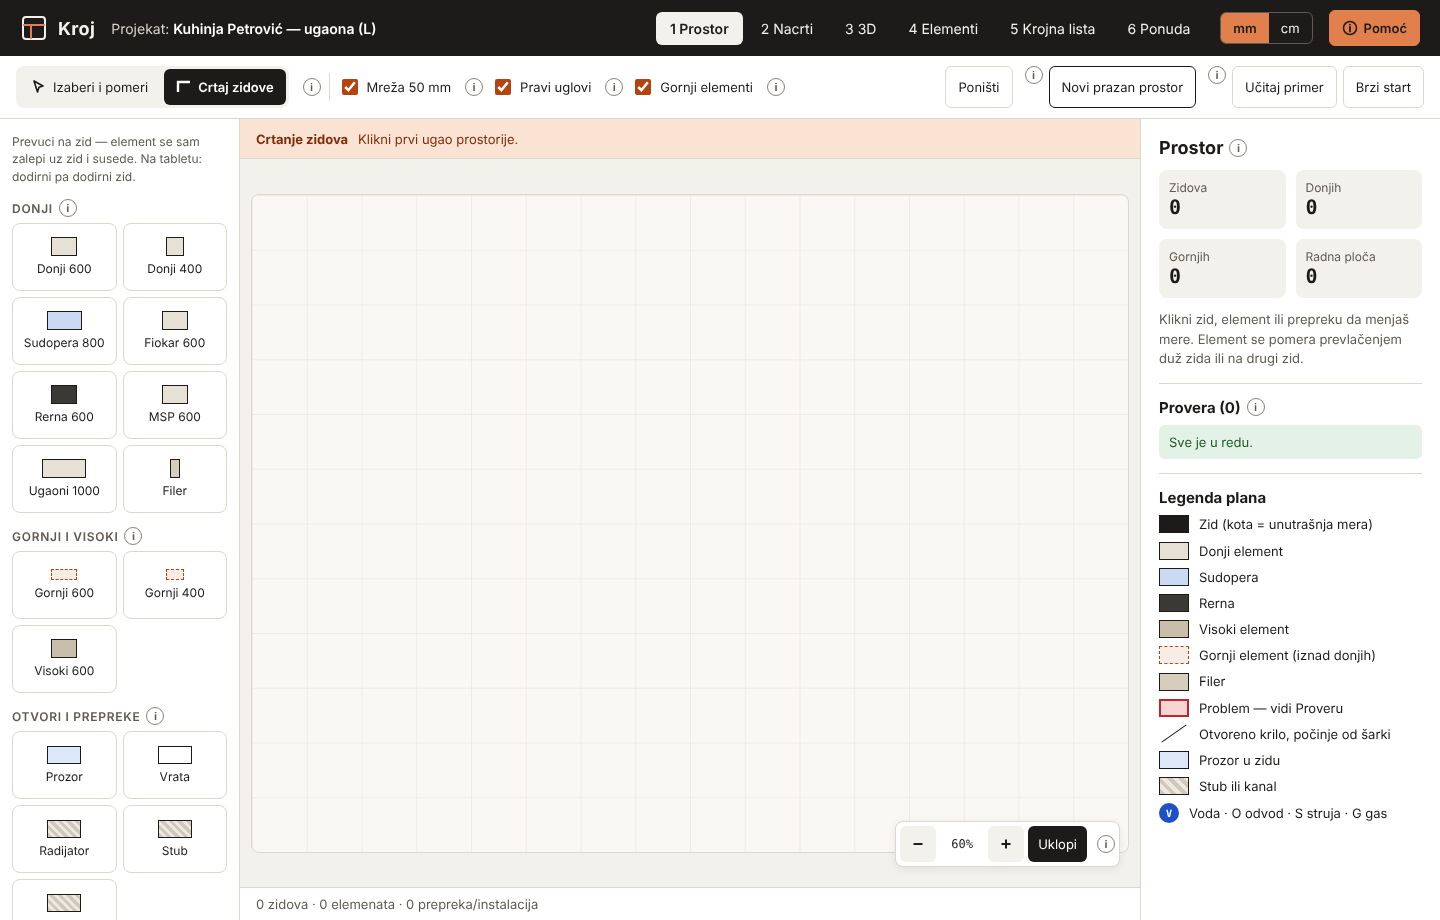 Kroj
Projekat: Kuhinja Petrović — ugaona (L)
1 Prostor
2 Nacrti
3 3D
4 Elementi
5 Krojna lista
6 Ponuda
mm
cm
Pomoć
Izaberi i pomeri
Crtaj zidove
Mreža 50 mm
Pravi uglovi
Gornji elementi
Poništi
Novi prazan prostor
Učitaj primer
Brzi start
Prevuci na zid — element se sam
zalepi uz zid i susede. Na tabletu:
dodirni pa dodirni zid.
DONJI
Donji 600
Donji 400
Sudopera 800
Fiokar 600
Rerna 600
MSP 600
Ugaoni 1000
Filer
GORNJI I VISOKI
Gornji 600
Gornji 400
Visoki 600
OTVORI I PREPREKE
Prozor
Vrata
Radijator
Stub
Crtanje zidova Klikni prvi ugao prostorije.
− 60% + Uklopi
0 zidova · 0 elemenata · 0 prepreka/instalacija
Prostor
Zidova
0
Donjih
0
Gornjih
0
Radna ploča
0
Klikni zid, element ili prepreku da menjaš
mere. Element se pomera prevlačenjem
duž zida ili na drugi zid.
Provera (0)
Sve je u redu.
Legenda plana
Zid (kota = unutrašnja mera)
Donji element
Sudopera
Rerna
Visoki element
Gornji element (iznad donjih)
Filer
Problem — vidi Proveru
Otvoreno krilo, počinje od šarki
Prozor u zidu
Stub ili kanal
V Voda · O odvod · S struja · G gas